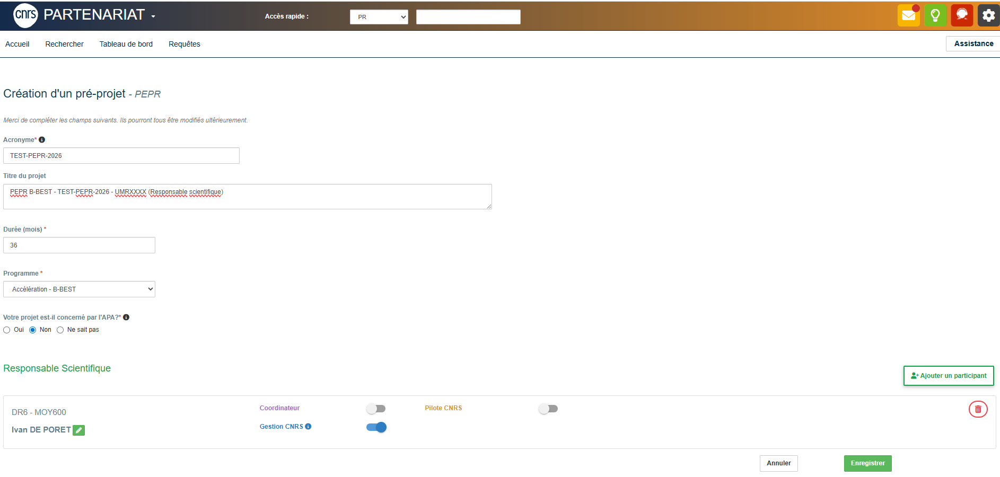 cnrs PARTENARIAT
Accès rapide :
PR
Accueil Rechercher Tableau de bord Requêtes
Assistance
Création d'un pré-projet - PEPR
Merci de compléter les champs suivants. Ils pourront tous être modifiés ultérieurement.
Acronyme*
TEST-PEPR-2026
Titre du projet
PEPR B-BEST - TEST-PEPR-2026 - UMRXXXX (Responsable scientifique)
Durée (mois) *
36
Programme *
Accélération - B-BEST
Votre projet est-il concerné par l'APA?*
Oui Non Ne sait pas
Responsable Scientifique
Ajouter un participant
DR6 - MOY600
Ivan DE PORET
Coordinateur
Pilote CNRS
Gestion CNRS
Annuler
Enregistrer